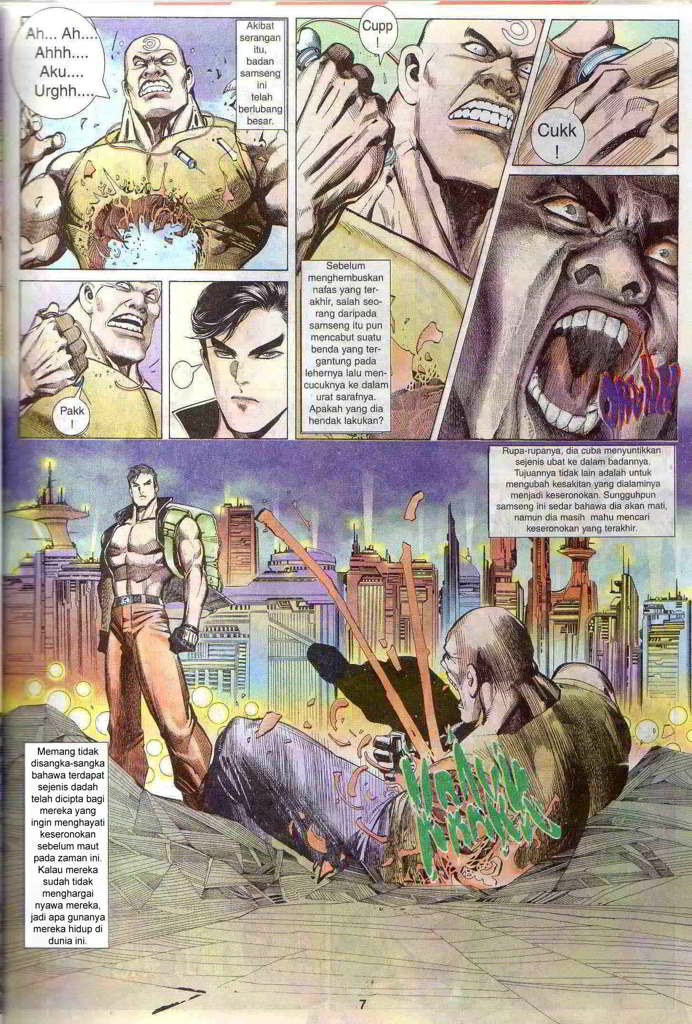 Ah... Ah....
Ahhh....
Aku....
Urghh....
Akibat
serangan
itu,
badan
samseng
ini
telah
berlubang
besar.
Cupp
!
Cukk
!
Sebelum
menghembuskan
nafas yang ter-
akhir, salah seo-
rang daripada
samseng itu pun
mencabut suatu
benda yang ter-
gantung pada
lehernya lalu men-
cucuknya ke dalam
urat sarafnya.
Apakah yang dia
hendak lakukan?
Pakk
!
Rupa-rupanya, dia cuba menyuntikkan
sejenis ubat ke dalam badannya.
Tujuannya tidak lain adalah untuk
mengubah kesakitan yang dialaminya
menjadi keseronokan. Sungguhpun
samseng ini sedar bahawa dia akan mati,
namun dia masih mahu mencari
keseronokan yang terakhir.
Memang tidak
disangka-sangka
bahawa terdapat
sejenis dadah
telah dicipta bagi
mereka yang
ingin menghayati
keseronokan
sebelum maut
pada zaman ini.
Kalau mereka
sudah tidak
menghargai
nyawa mereka,
jadi apa gunanya
mereka hidup di
dunia ini.
7